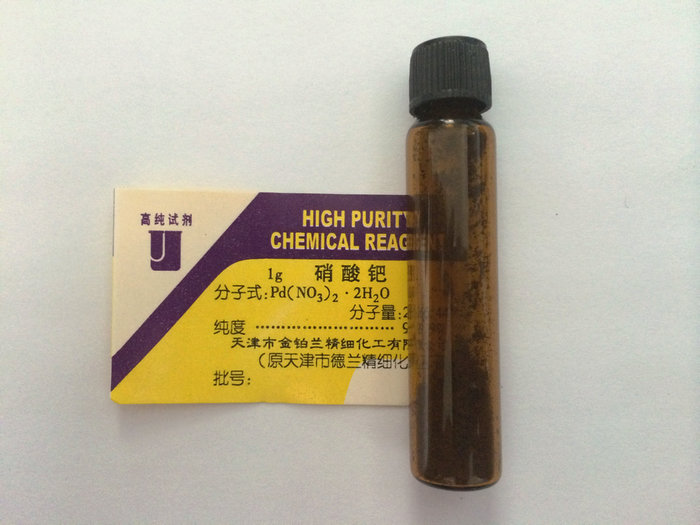 高纯试剂
HIGH PURITY
CHEMICAL REAGENT
1g 硝酸钯
分子式:Pd(NO₃)₂·2H₂O
分子量:2
纯度 ………………………… 9
天津市金铂兰精细化工有限
(原天津市德兰精细化
批号: